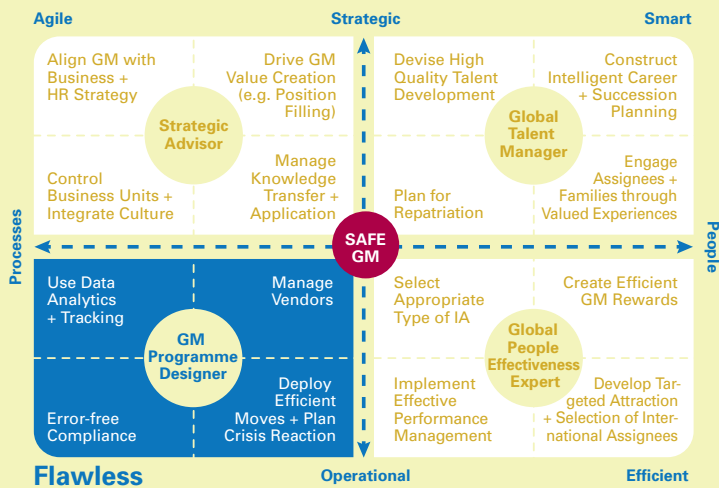 Agile
Strategic
Smart
Align GM with
Business +
HR Strategy
Drive GM
Value Creation
(e.g. Position
Filling)
Strategic
Advisor
Control
Business Units +
Integrate Culture
Manage
Knowledge
Transfer +
Application
Devise High
Quality Talent
Development
Construct
Intelligent Career
+ Succession
Planning
Global
Talent
Manager
Plan for
Repatriation
Engage
Assignees +
Families through
Valued Experiences
Processes
SAFE
GM
People
Use Data
Analytics
+ Tracking
Manage
Vendors
GM
Programme
Designer
Error-free
Compliance
Deploy
Efficient
Moves + Plan
Crisis Reaction
Select
Appropriate
Type of IA
Create Efficient
GM Rewards
Global
People
Effectiveness
Expert
Implement
Effective
Performance
Management
Develop Tar-
geted Attraction
+ Selection of Inter-
national Assignees
Flawless
Operational
Efficient